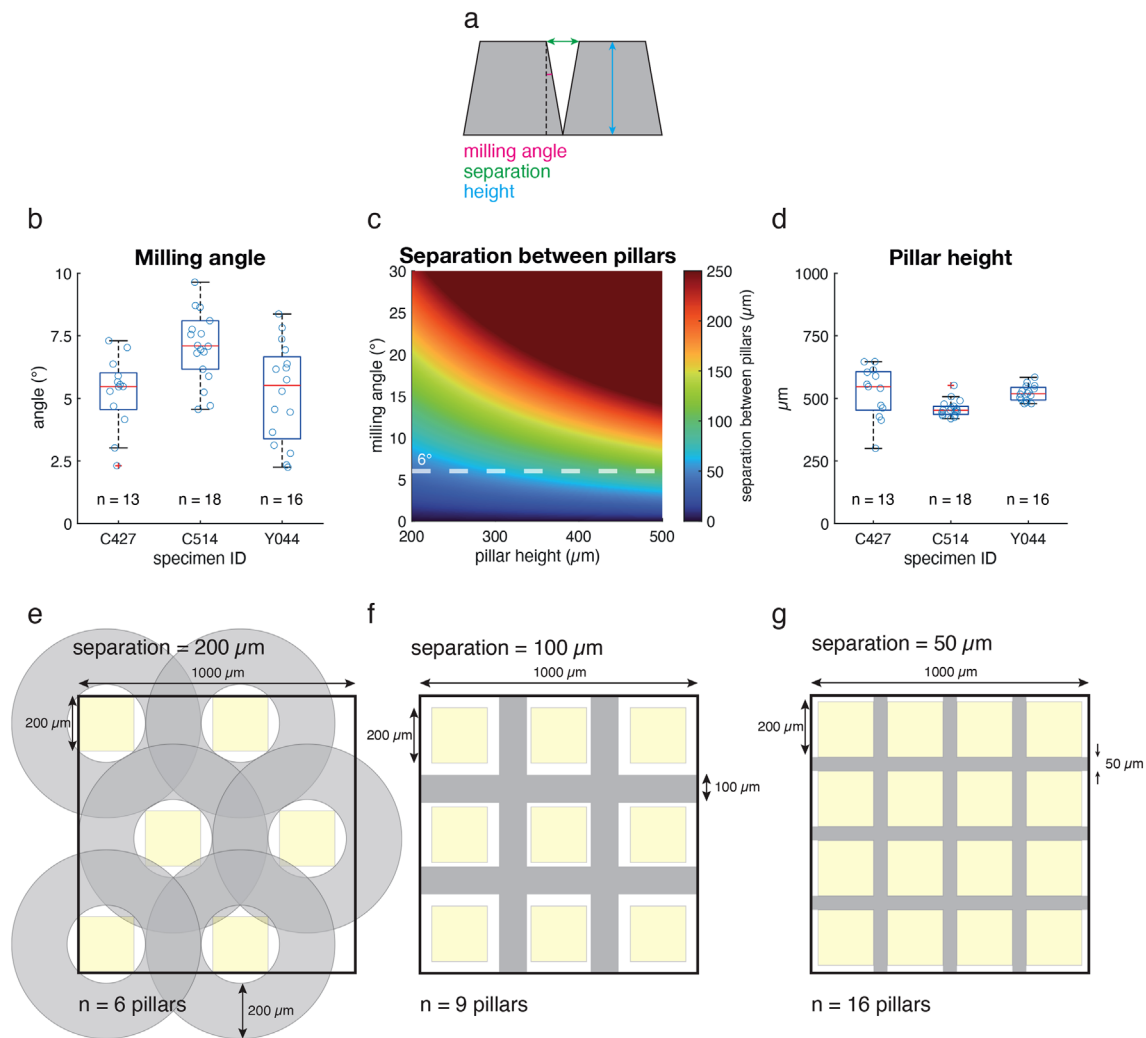 a
milling angle
separation
height
b
Milling angle
angle (°)
10
7.5
5
2.5
0
n = 13
n = 18
n = 16
C427
C514
Y044
specimen ID
c
Separation between pillars
milling angle (°)
30
25
20
15
10
5
0
6°
200
300
400
500
pillar height (µm)
250
200
150
100
50
0
separation between pillars (µm)
d
Pillar height
µm
1000
750
500
250
0
n = 13
n = 18
n = 16
C427
C514
Y044
specimen ID
e
separation = 200 µm
1000 µm
200 µm
n = 6 pillars
200 µm
f
separation = 100 µm
1000 µm
200 µm
100 µm
n = 9 pillars
g
separation = 50 µm
1000 µm
200 µm
50 µm
n = 16 pillars